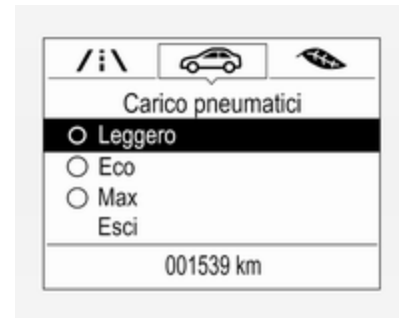 Carico pneumatici
Leggero
Eco
Max
Esci
001539 km